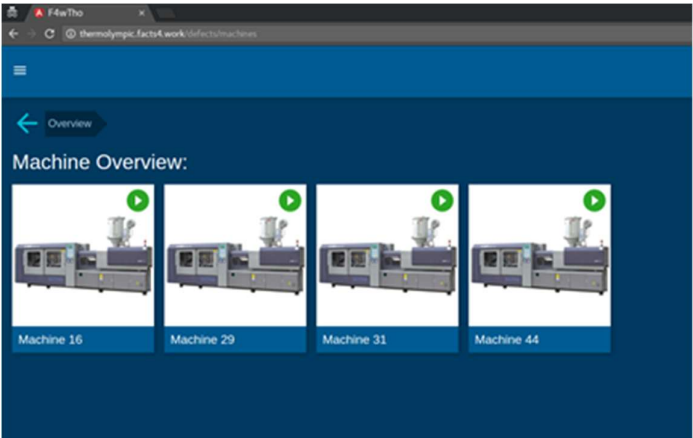 F4wTho
thermolympic.facts4.work/defects/machines
Overview
Machine Overview:
Machine 16
Machine 29
Machine 31
Machine 44